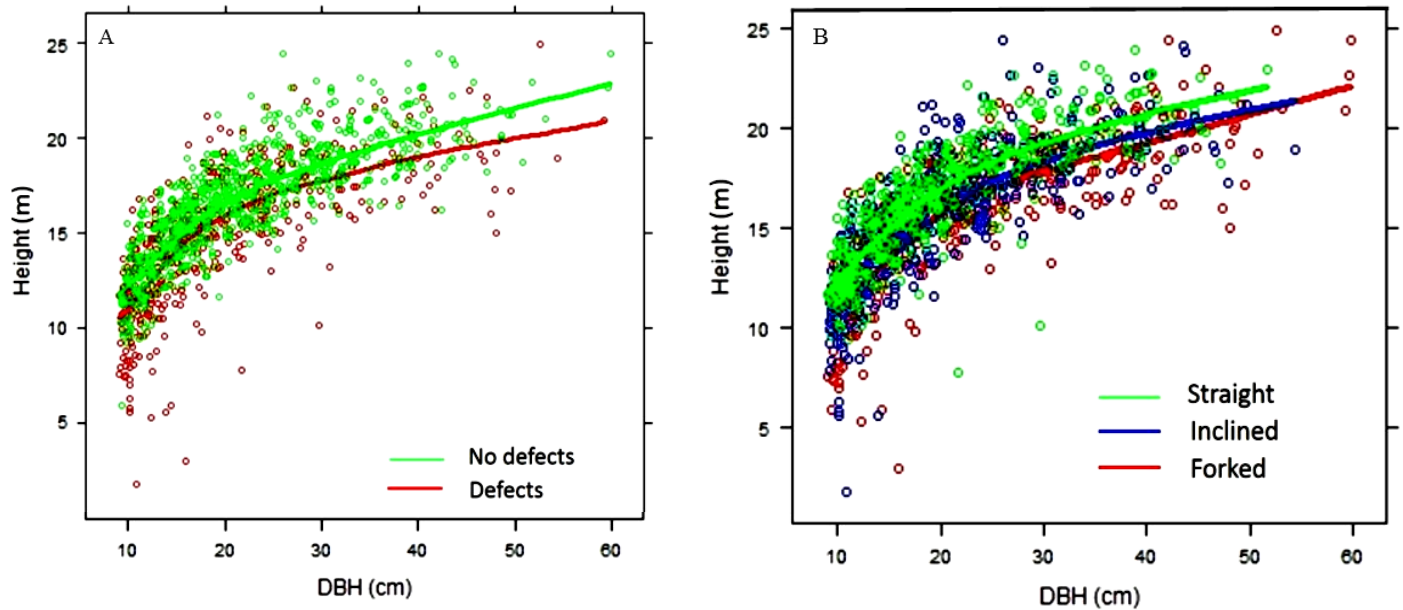 A
25
20
15
10
5
Height (m)
10 20 30 40 50 60
DBH (cm)
No defects
Defects
B
25
20
15
10
5
Height (m)
10 20 30 40 50 60
DBH (cm)
Straight
Inclined
Forked